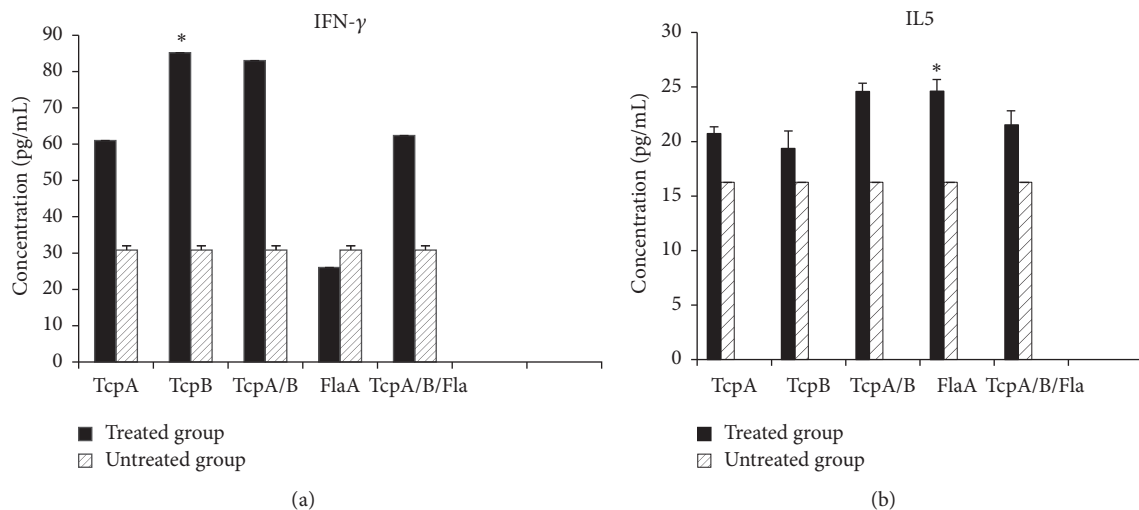 IFN-γ
Concentration (pg/mL)
90
80
70
60
50
40
30
20
10
0
*
TcpA TcpB TcpA/B FlaA TcpA/B/Fla
Treated group
Untreated group
(a)
IL5
Concentration (pg/mL)
30
25
20
15
10
5
0
*
TcpA TcpB TcpA/B FlaA TcpA/B/Fla
Treated group
Untreated group
(b)